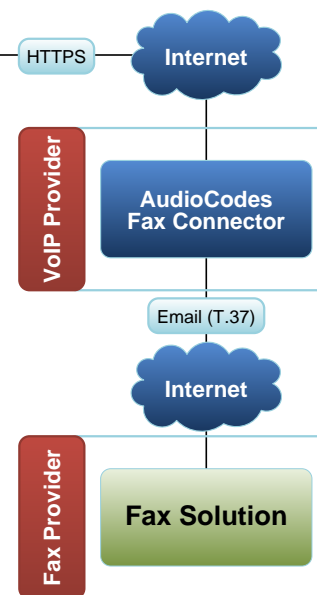 HTTPS
Internet
VoIP Provider
AudioCodes
Fax Connector
Email (T.37)
Internet
Fax Provider
Fax Solution